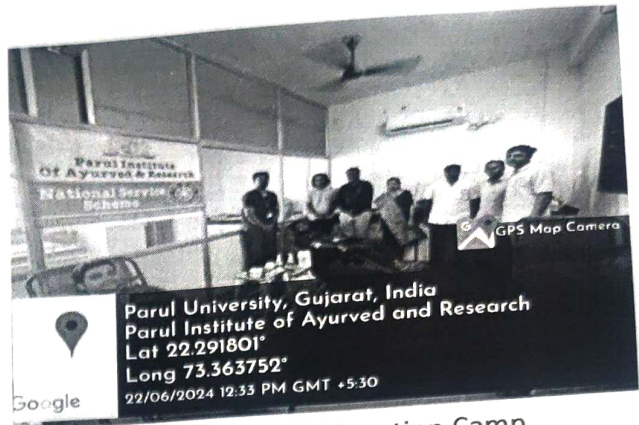 Parul Institute
Of Ayurved & Research
National Service
Scheme
GPS Map Camera
Parul University, Gujarat, India
Parul Institute of Ayurved and Research
Lat 22.291801°
Long 73.363752°
22/06/2024 12:33 PM GMT +5:30
Google
Camp